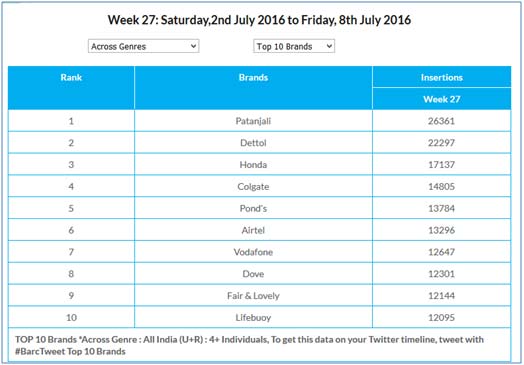 Week 27: Saturday,2nd July 2016 to Friday, 8th July 2016
Across Genres Top 10 Brands
Rank Brands Insertions
Week 27
1 Patanjali 26361
2 Dettol 22297
3 Honda 17137
4 Colgate 14805
5 Pond's 13784
6 Airtel 13296
7 Vodafone 12647
8 Dove 12301
9 Fair & Lovely 12144
10 Lifebuoy 12095
TOP 10 Brands *Across Genre : All India (U+R) : 4+ Individuals, To get this data on your Twitter timeline, tweet with
#BarcTweet Top 10 Brands